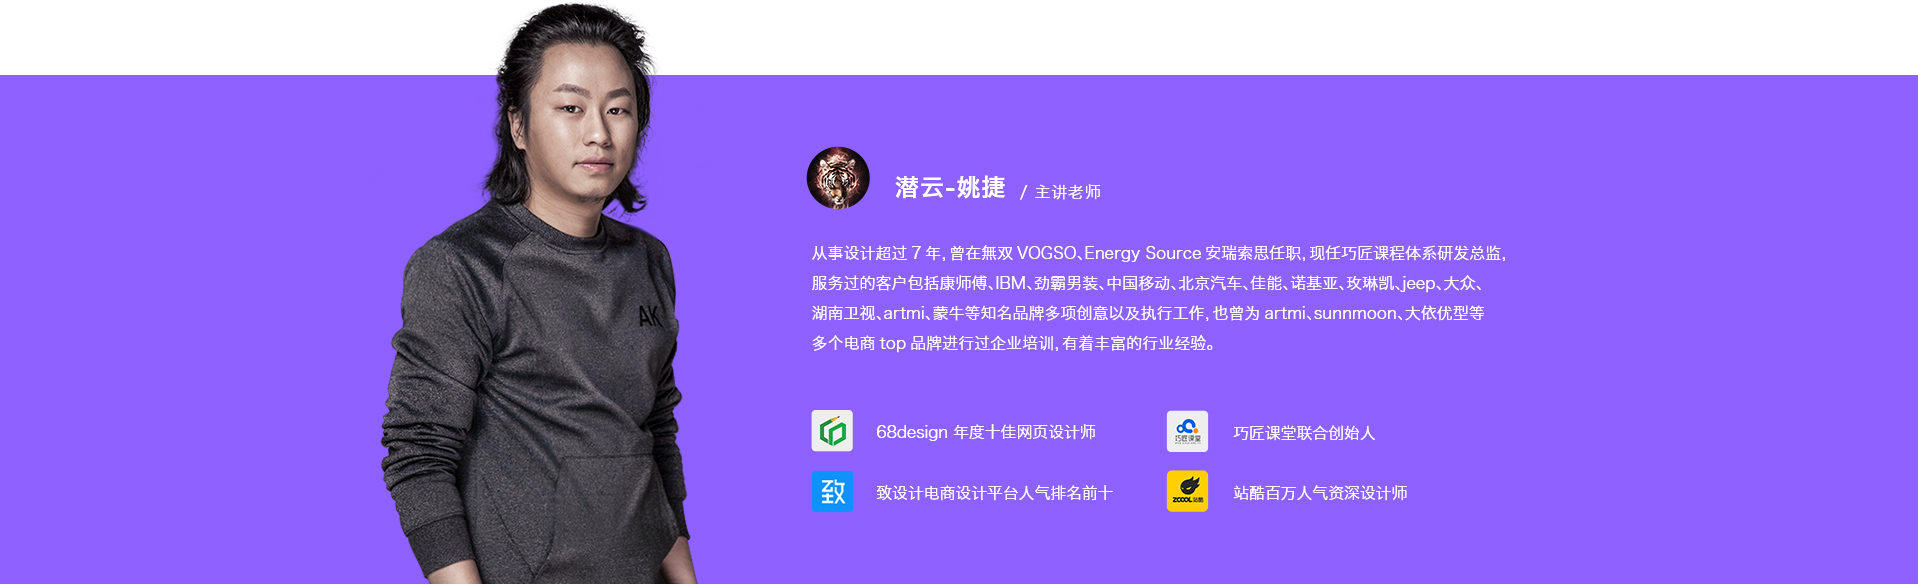 AK
潜云-姚捷 / 主讲老师
从事设计超过 7 年, 曾在無双 VOGSO、Energy Source 安瑞索思任职, 现任巧匠课程体系研发总监,
服务过的客户包括康师傅、IBM、劲霸男装、中国移动、北京汽车、佳能、诺基亚、玫琳凯、jeep、大众、
湖南卫视、artmi、蒙牛等知名品牌多项创意以及执行工作, 也曾为 artmi、sunnmoon、大依优型等
多个电商 top 品牌进行过企业培训, 有着丰富的行业经验。
68design 年度十佳网页设计师
巧匠课堂
巧匠课堂联合创始人
致
致设计电商设计平台人气排名前十
ZCOOL 站酷
站酷百万人气资深设计师